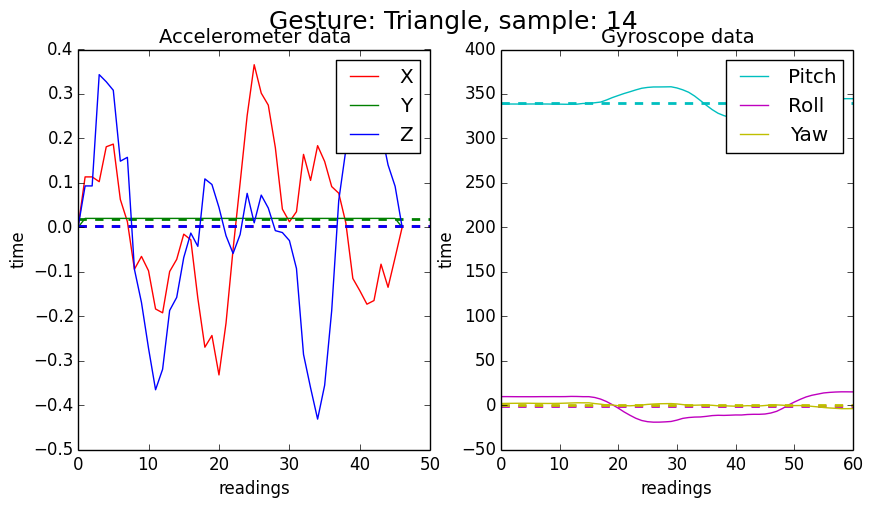 Gesture: Triangle, sample: 14
Accelerometer data
0.4
0.3
0.2
0.1
0.0
−0.1
−0.2
−0.3
−0.4
−0.5
time
X
Y
Z
0
10
20
30
40
50
readings
Gyroscope data
400
350
300
250
200
150
100
50
0
−50
time
Pitch
Roll
Yaw
0
10
20
30
40
50
60
readings